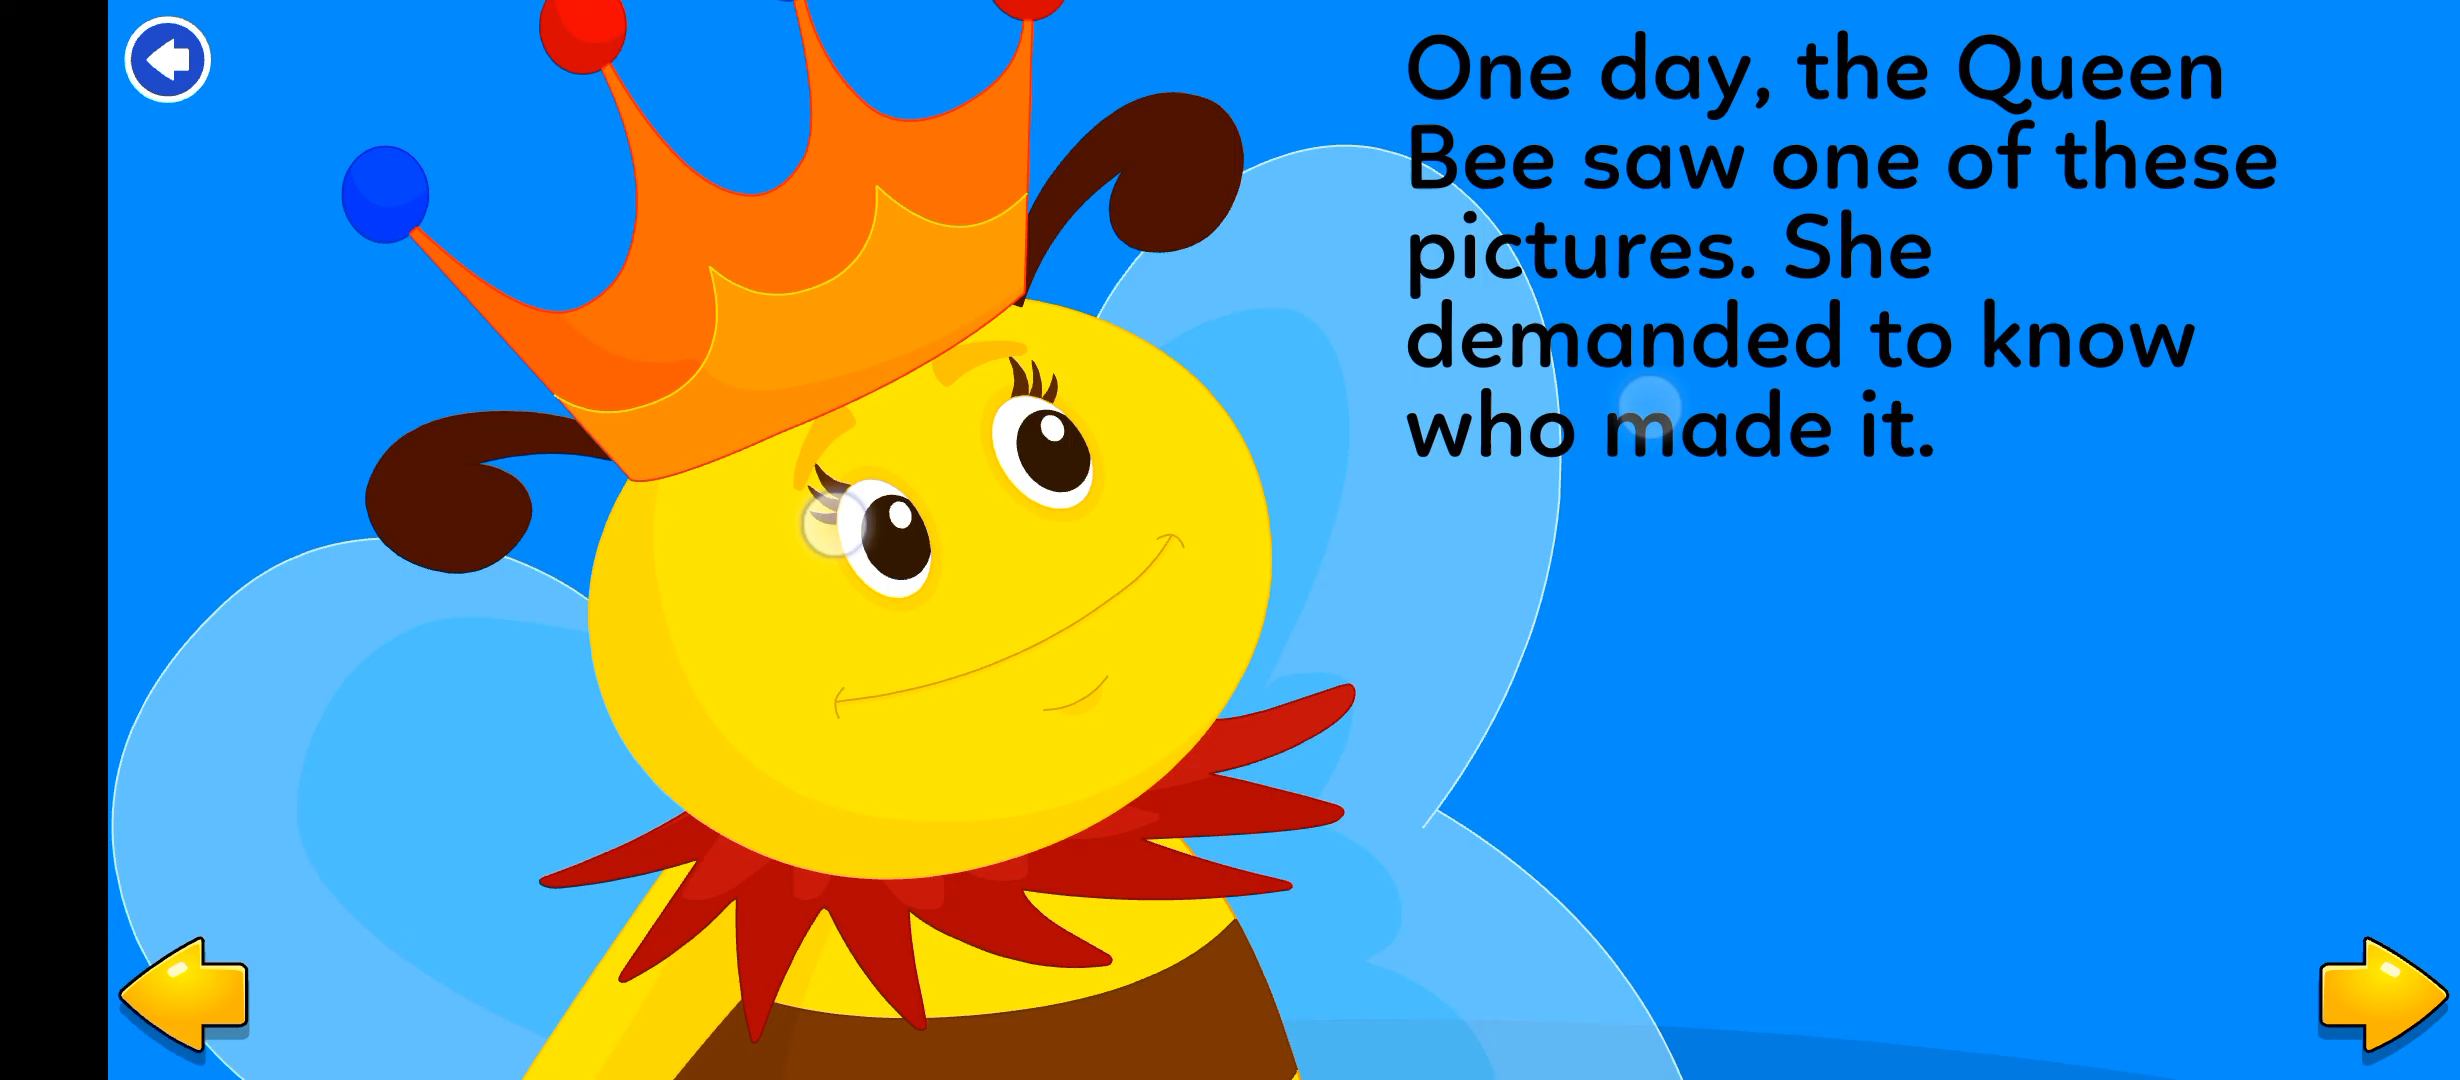 One day, the Queen
Bee saw one of these
pictures. She
demanded to know
who made it.